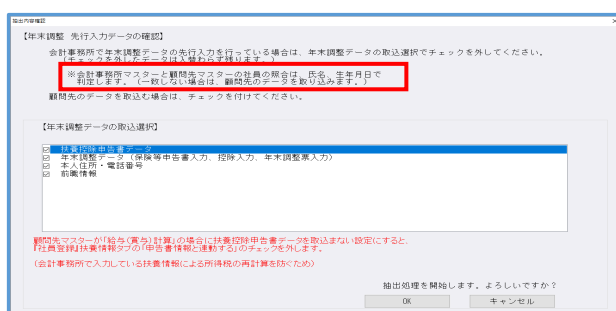 抽出内容確認
×
【年末調整 先行入力データの確認】
会計事務所で年末調整データの先行入力を行っている場合は、年末調整データの取込選択でチェックを外してください。
(チェックを外したデータは入替わらず残ります。)
※会計事務所マスターと顧問先マスターの社員の照合は、氏名、生年月日で
判定します。(一致しない場合は、顧問先のデータを取り込みます。)
顧問先のデータを取込む場合は、チェックを付けてください。
【年末調整データの取込選択】
扶養控除申告書データ
年末調整データ(保険等申告書入力、控除入力、年末調整票入力)
本人住所・電話番号
前職情報
顧問先マスターが「給与(賞与)計算」の場合に扶養控除申告書データを取込まない設定にすると、
『社員登録』扶養情報タブの「申告書情報と連動する」のチェックを外します。
(会計事務所で入力している扶養情報による所得税の再計算を防ぐため)
抽出処理を開始します。よろしいですか?
OK
キャンセル